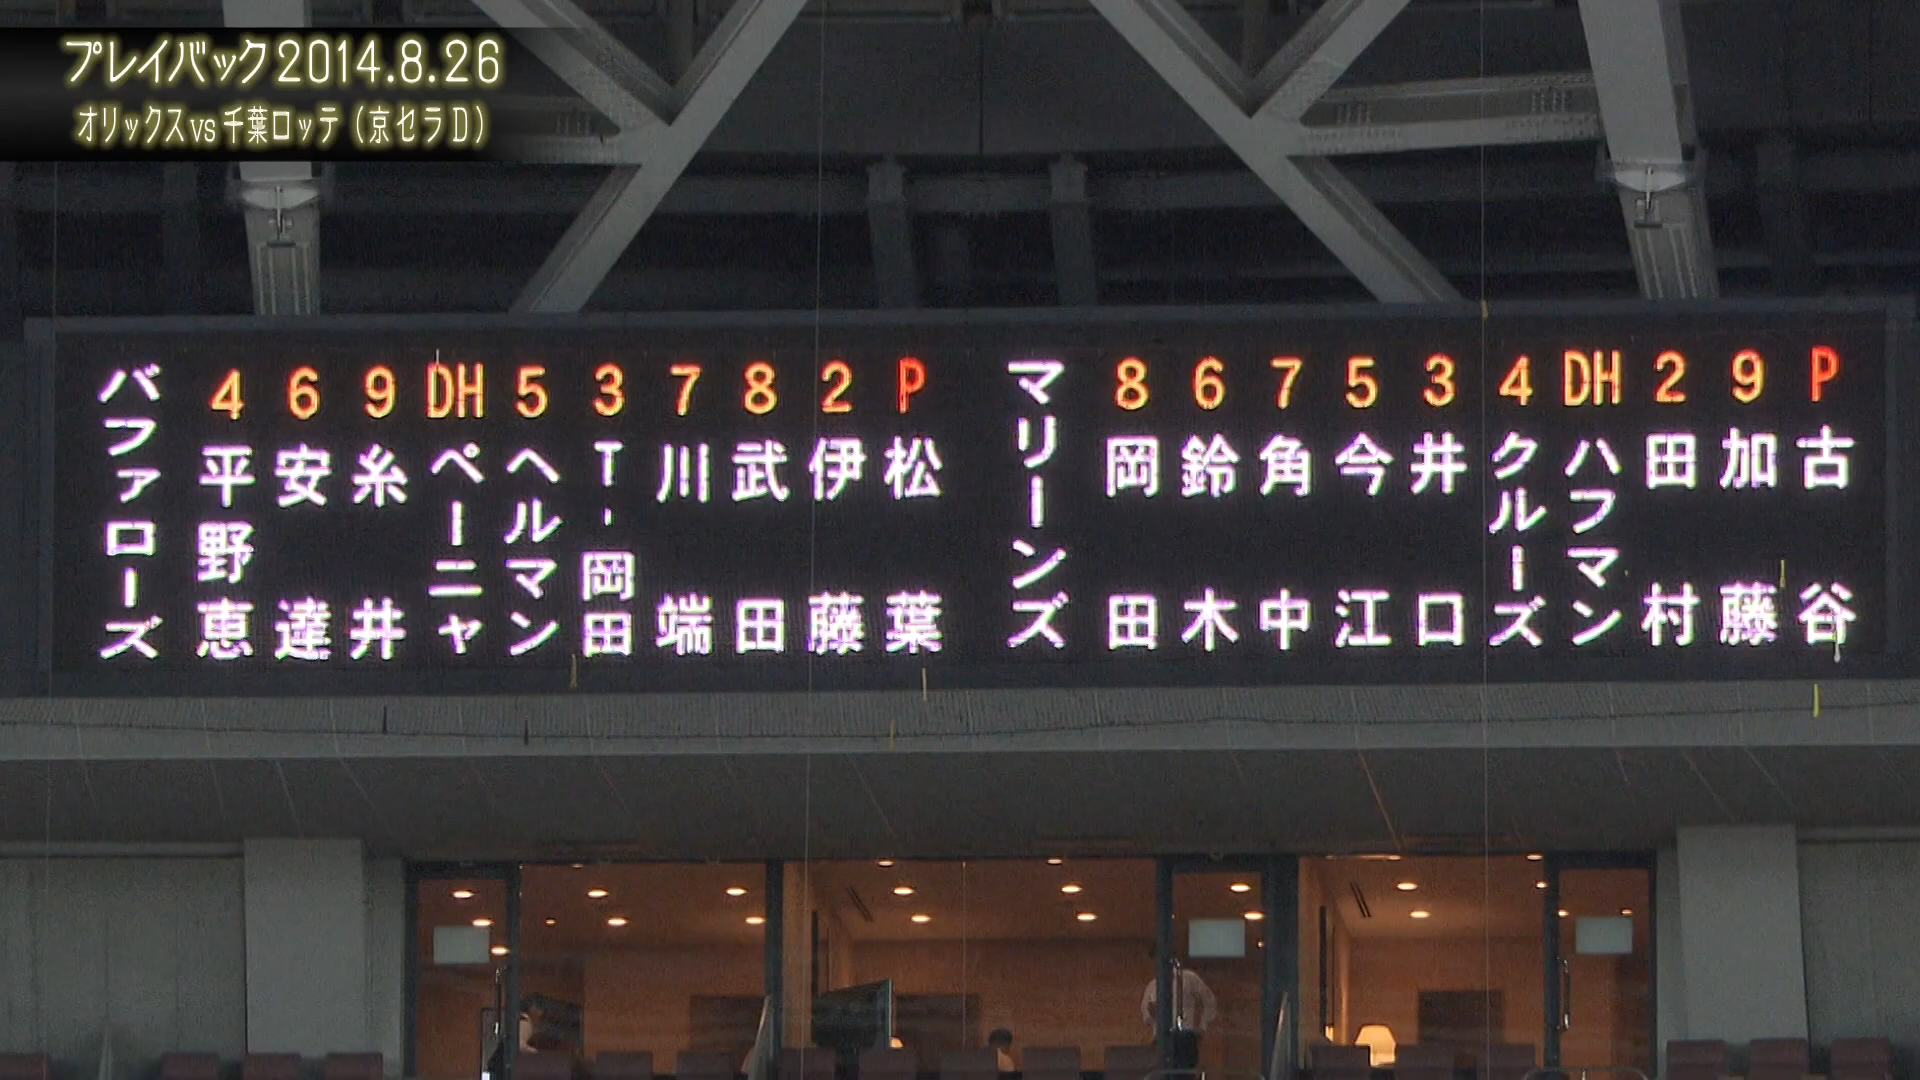 プレイバック2014.8.26
オリックスvs千葉ロッテ（京セラD）
バファローズ
4 平野恵
6 安達
9 糸井
DH ペーニャ
5 ヘルマン
3 T-岡田
7 川端
8 武田
2 伊藤
P 松葉
マリーンズ
8 岡田
6 鈴木
7 角中
5 今江
3 井口
4 クルーズ
DH ハフマン
2 田村
9 加藤
P 古谷